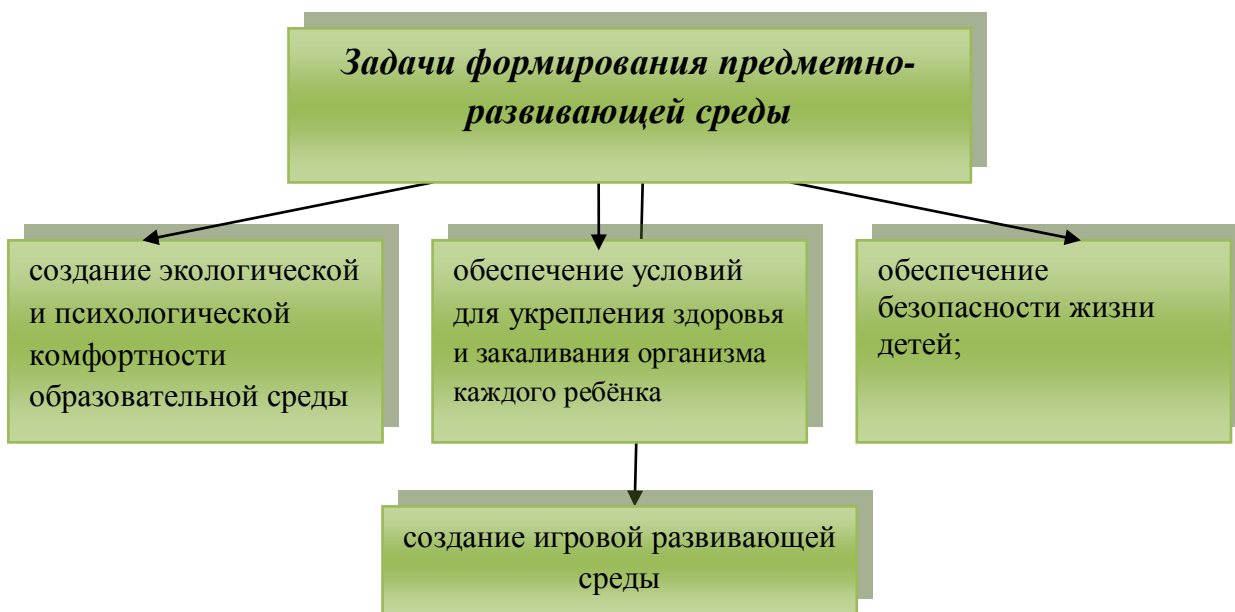 Задачи формирования предметно-
развивающей среды
создание экологической
и психологической
комфортности
образовательной среды
обеспечение условий
для укрепления здоровья
и закаливания организма
каждого ребёнка
обеспечение
безопасности жизни
детей;
создание игровой развивающей
среды